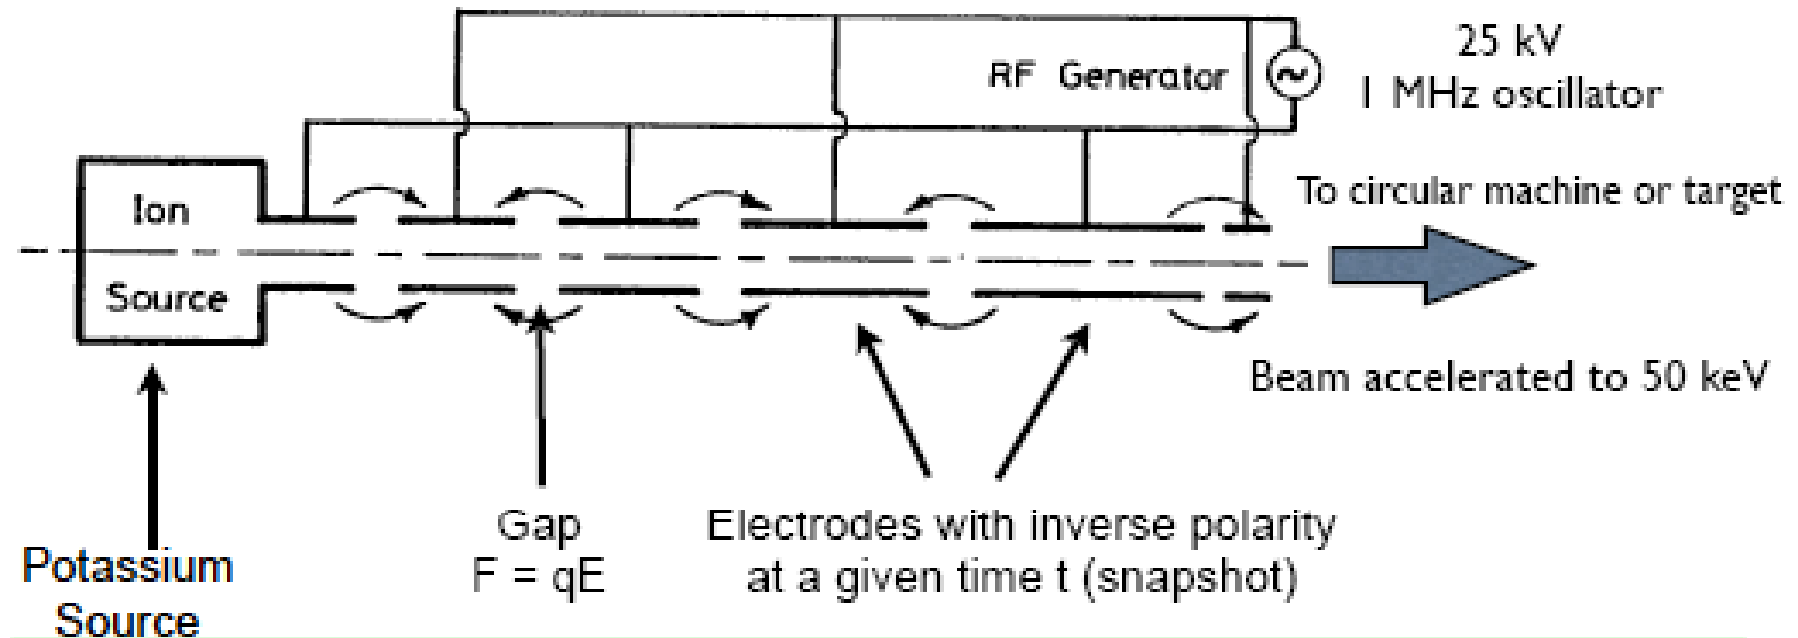 RF Generator
~
25 kV
1 MHz oscillator
Ion
Source
To circular machine or target
Beam accelerated to 50 keV
Potassium
Source
Gap
F = qE
Electrodes with inverse polarity
at a given time t (snapshot)